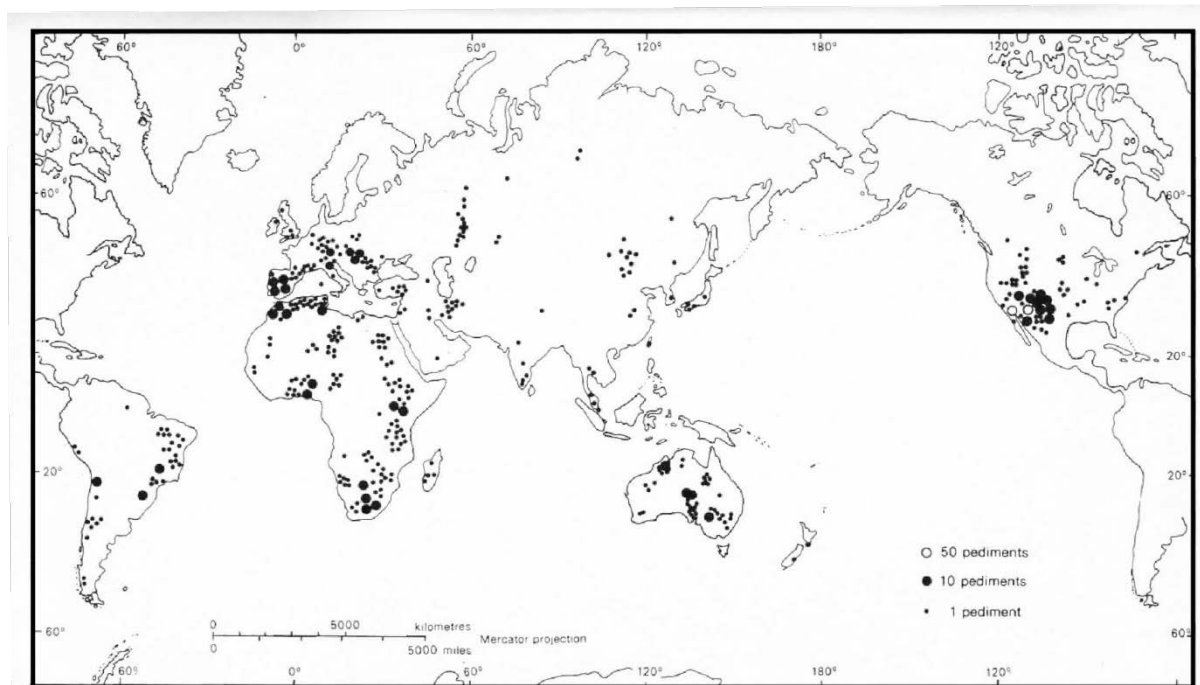 60° 0° 60° 120° 180° 120°
60° 60°
20° 20°
20° 20°
50 pediments
10 pediments
1 pediment
0 5000 kilometres
Mercator projection
0 5000 miles
60° 60°
60° 0° 60° 120° 180° 120°